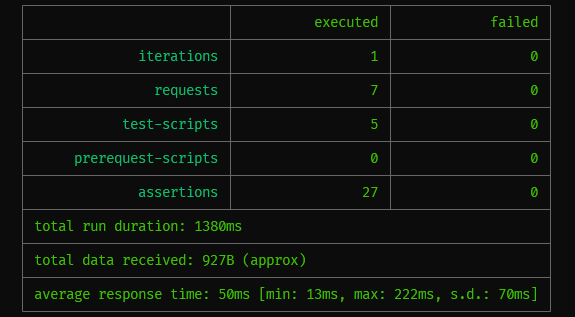 executed failed
iterations 1 0
requests 7 0
test-scripts 5 0
prerequest-scripts 0 0
assertions 27 0
total run duration: 1380ms
total data received: 927B (approx)
average response time: 50ms [min: 13ms, max: 222ms, s.d.: 70ms]